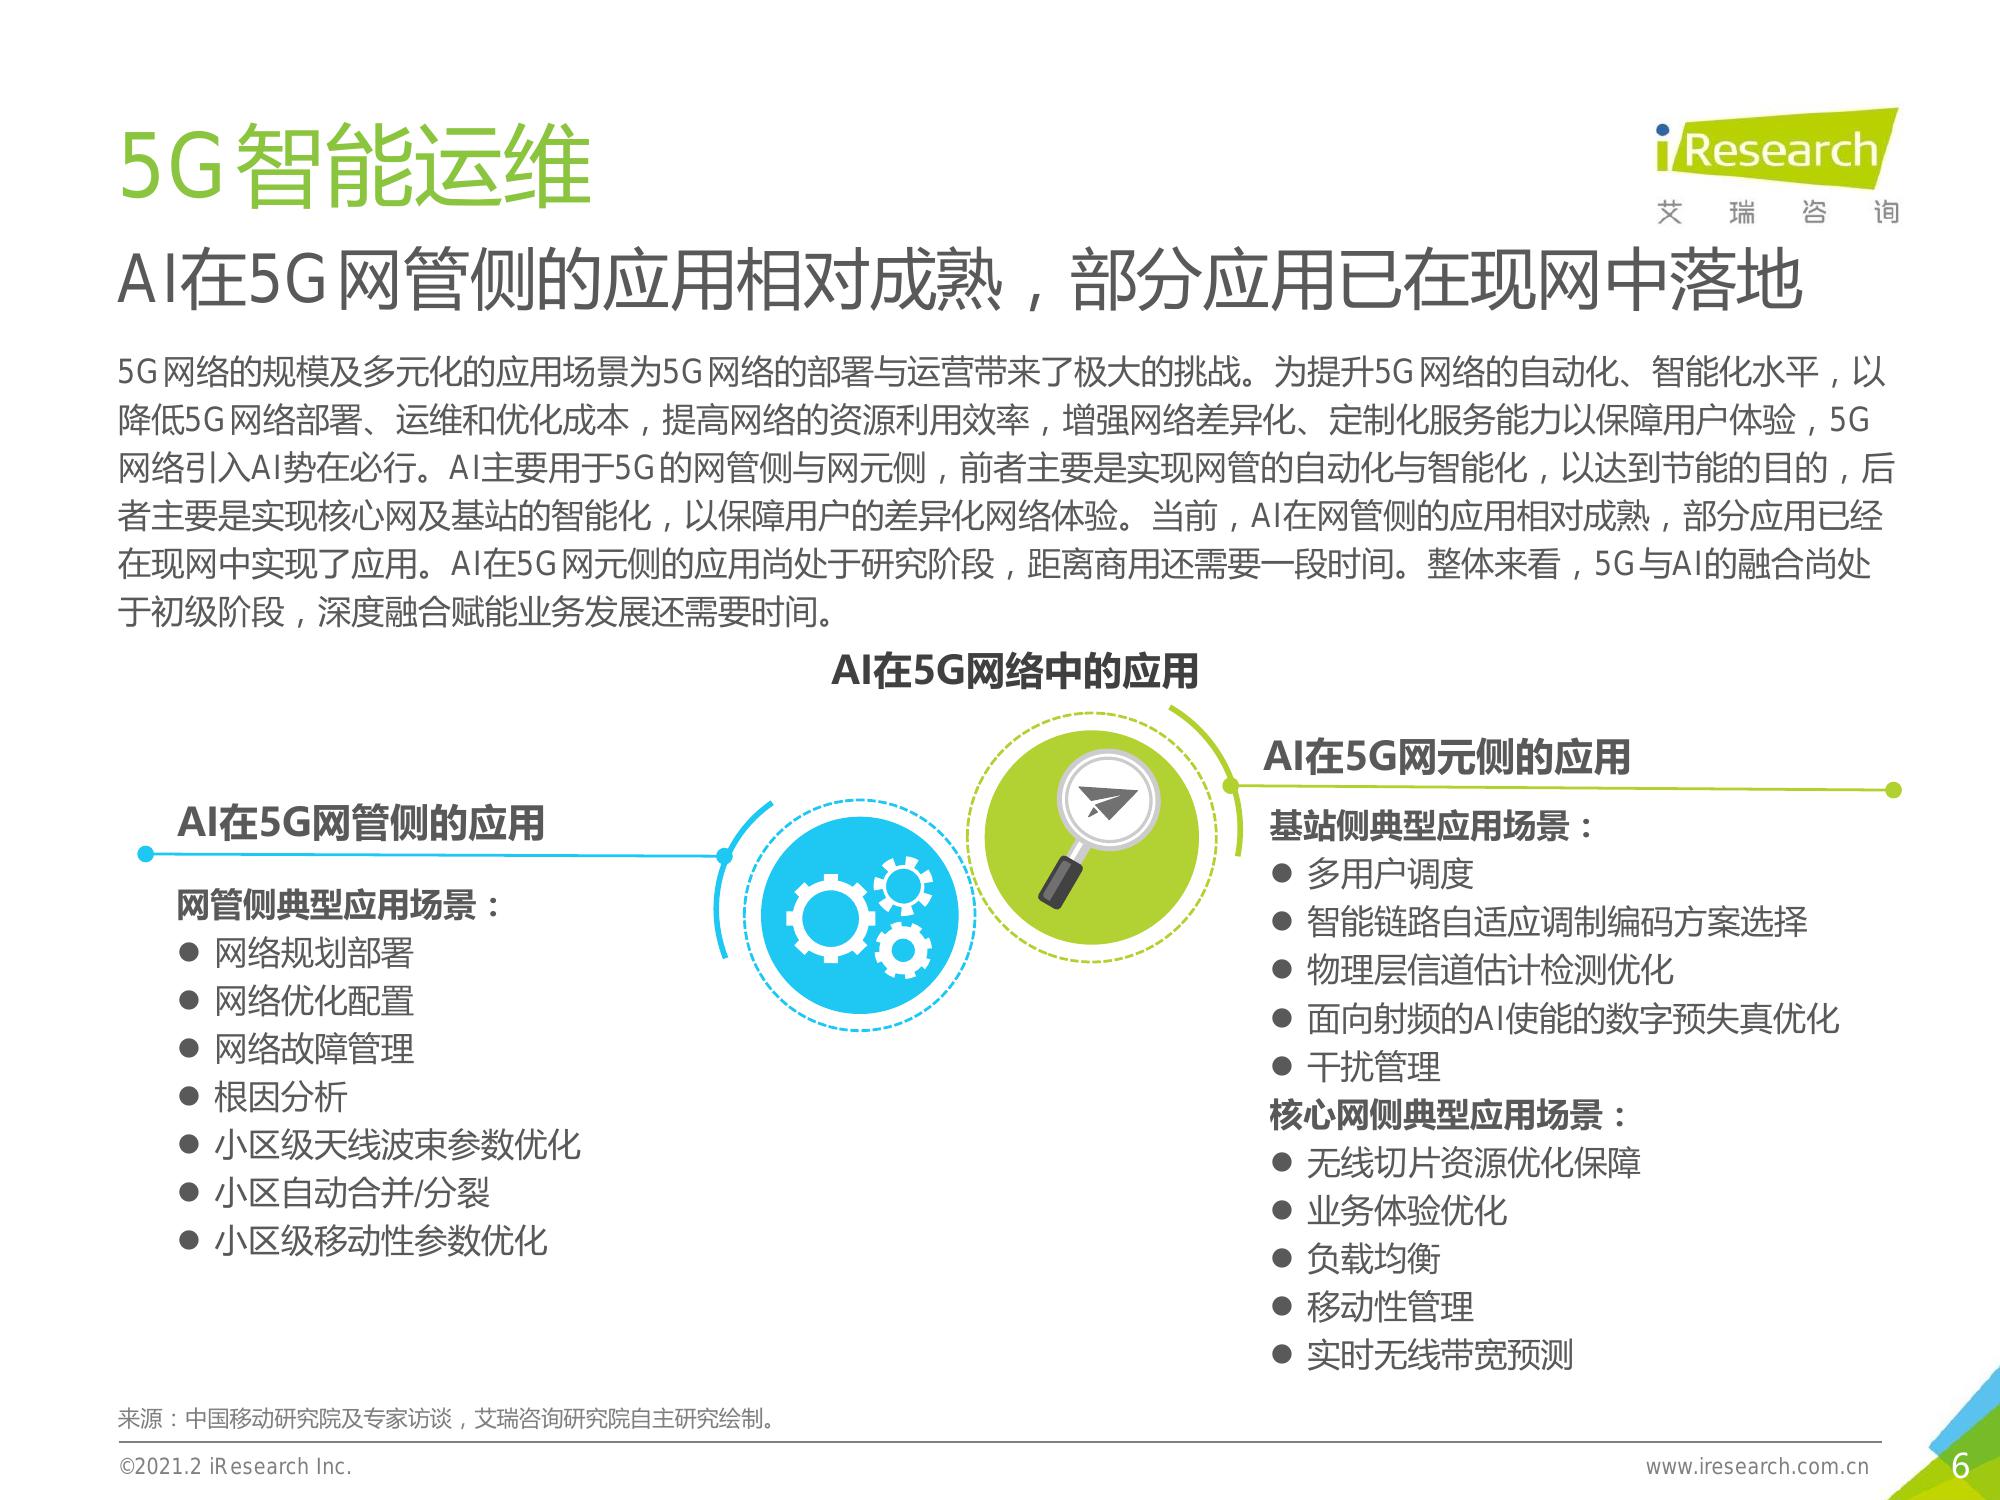 5G智能运维
iResearch
艾瑞咨询
AI在5G网管侧的应用相对成熟，部分应用已在现网中落地
5G网络的规模及多元化的应用场景为5G网络的部署与运营带来了极大的挑战。为提升5G网络的自动化、智能化水平，以
降低5G网络部署、运维和优化成本，提高网络的资源利用效率，增强网络差异化、定制化服务能力以保障用户体验，5G
网络引入AI势在必行。AI主要用于5G的网管侧与网元侧，前者主要是实现网管的自动化与智能化，以达到节能的目的，后
者主要是实现核心网及基站的智能化，以保障用户的差异化网络体验。当前，AI在网管侧的应用相对成熟，部分应用已经
在现网中实现了应用。AI在5G网元侧的应用尚处于研究阶段，距离商用还需要一段时间。整体来看，5G与AI的融合尚处
于初级阶段，深度融合赋能业务发展还需要时间。
AI在5G网络中的应用
AI在5G网管侧的应用
网管侧典型应用场景：
● 网络规划部署
● 网络优化配置
● 网络故障管理
● 根因分析
● 小区级天线波束参数优化
● 小区自动合并/分裂
● 小区级移动性参数优化
AI在5G网元侧的应用
基站侧典型应用场景：
● 多用户调度
● 智能链路自适应调制编码方案选择
● 物理层信道估计检测优化
● 面向射频的AI使能的数字预失真优化
● 干扰管理
核心网侧典型应用场景：
● 无线切片资源优化保障
● 业务体验优化
● 负载均衡
● 移动性管理
● 实时无线带宽预测
来源：中国移动研究院及专家访谈，艾瑞咨询研究院自主研究绘制。
©2021.2 iResearch Inc.
www.iresearch.com.cn
6